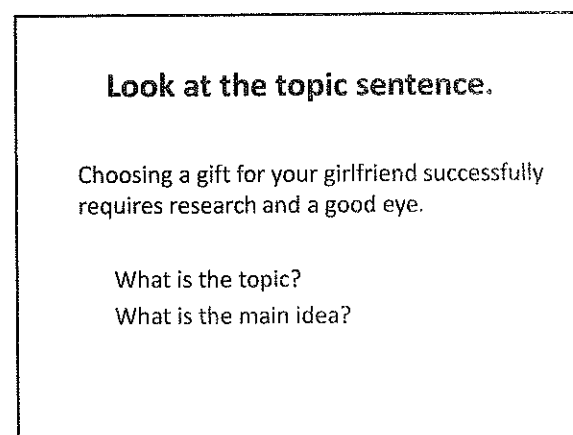 Look at the topic sentence.
Choosing a gift for your girlfriend successfully
requires research and a good eye.
What is the topic?
What is the main idea?